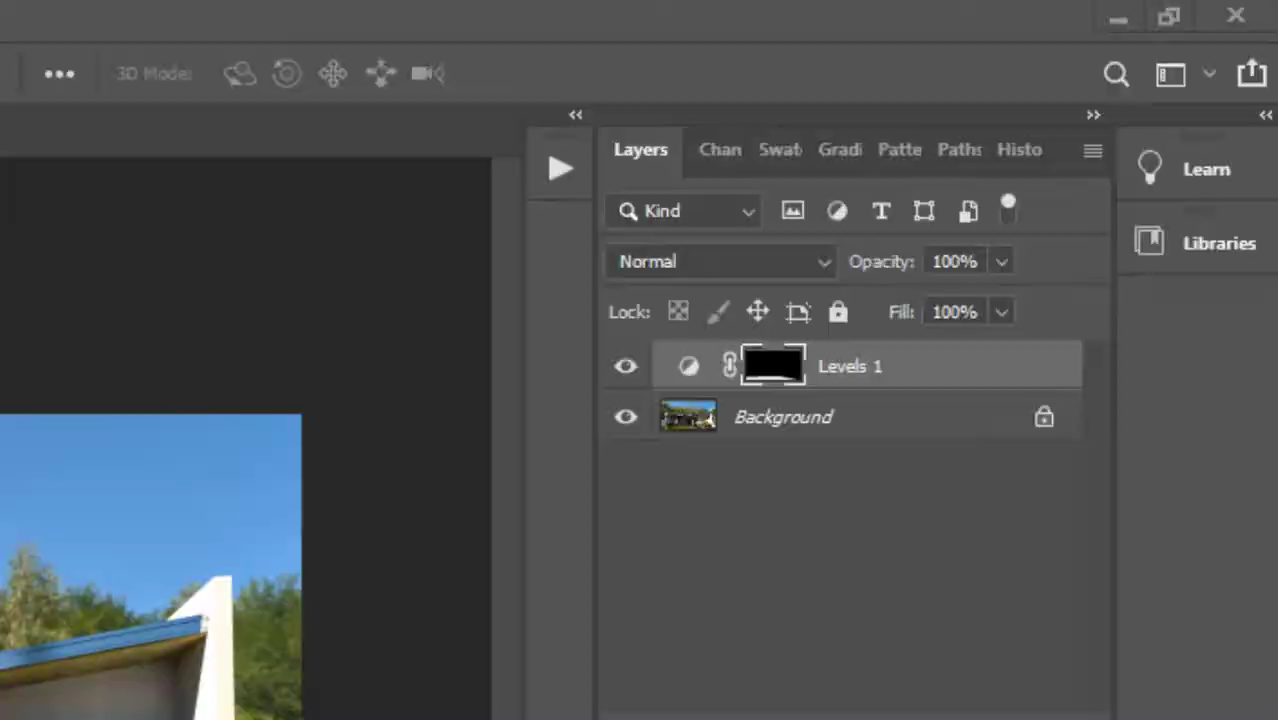 3D Mode:
Layers Chan Swat Gradi Patte Paths Histo
Learn
Kind T
Libraries
Normal Opacity: 100%
Lock: Fill: 100%
Levels 1
Background